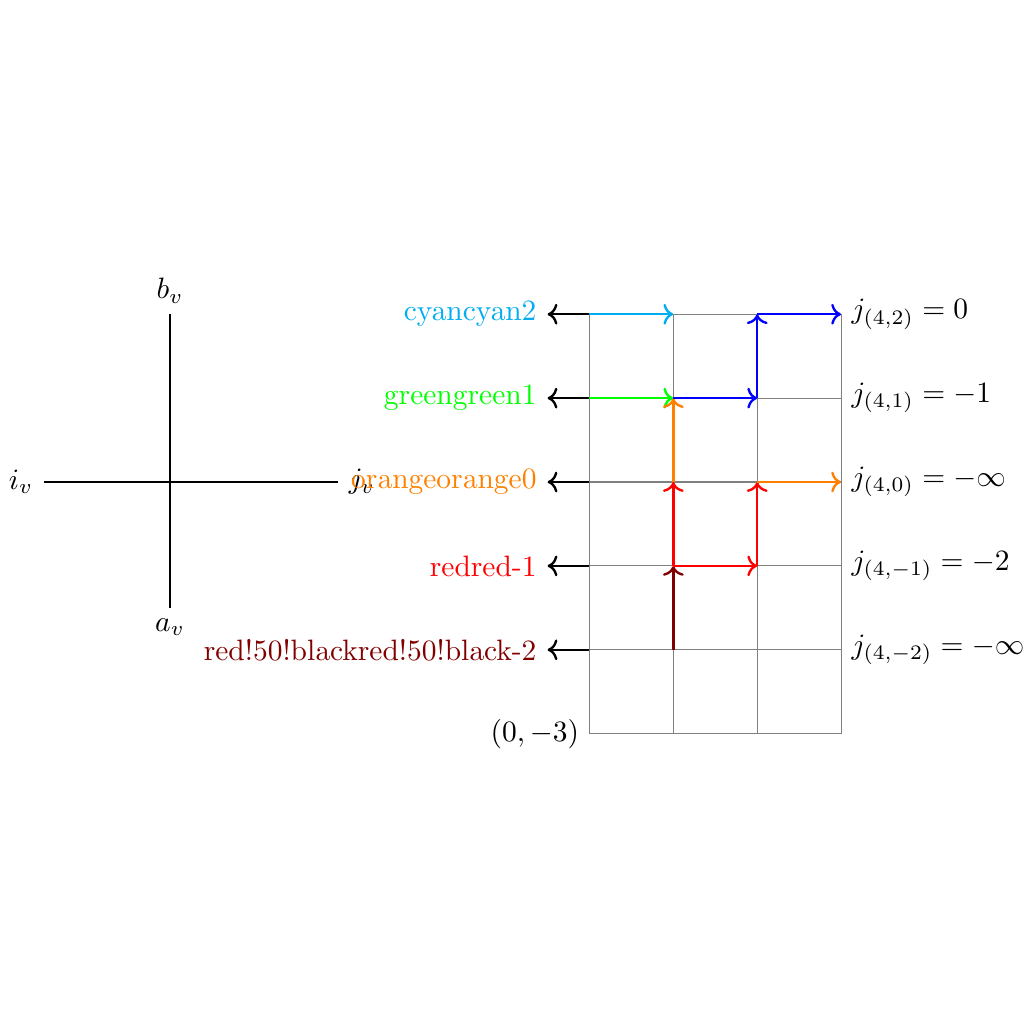 $b_v$
$i_v$
$j_v$
$a_v$
cyancyan2
greengreen1
orangeorange0
redred-1
red!50!blackred!50!black-2
$(0,-3)$
$j_{(4,2)} = 0$
$j_{(4,1)} = -1$
$j_{(4,0)} = -\infty$
$j_{(4,-1)} = -2$
$j_{(4,-2)} = -\infty$